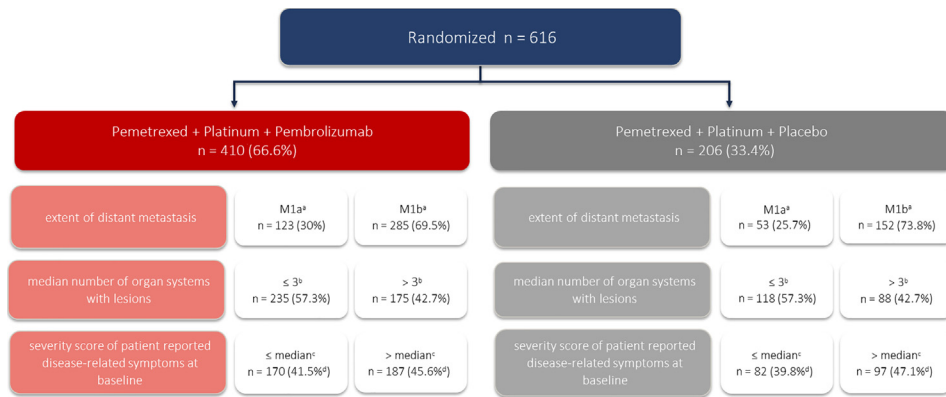 Randomized n = 616
Pemetrexed + Platinum + Pembrolizumab
n = 410 (66.6%)
Pemetrexed + Platinum + Placebo
n = 206 (33.4%)
extent of distant metastasis
M1aᵃ
n = 123 (30%)
M1bᵃ
n = 285 (69.5%)
extent of distant metastasis
M1aᵃ
n = 53 (25.7%)
M1bᵃ
n = 152 (73.8%)
median number of organ systems
with lesions
≤ 3ᵇ
n = 235 (57.3%)
> 3ᵇ
n = 175 (42.7%)
median number of organ systems
with lesions
≤ 3ᵇ
n = 118 (57.3%)
> 3ᵇ
n = 88 (42.7%)
severity score of patient reported
disease-related symptoms at
baseline
≤ medianᶜ
n = 170 (41.5%ᵈ)
> medianᶜ
n = 187 (45.6%ᵈ)
severity score of patient reported
disease-related symptoms at
baseline
≤ medianᶜ
n = 82 (39.8%ᵈ)
> medianᶜ
n = 97 (47.1%ᵈ)